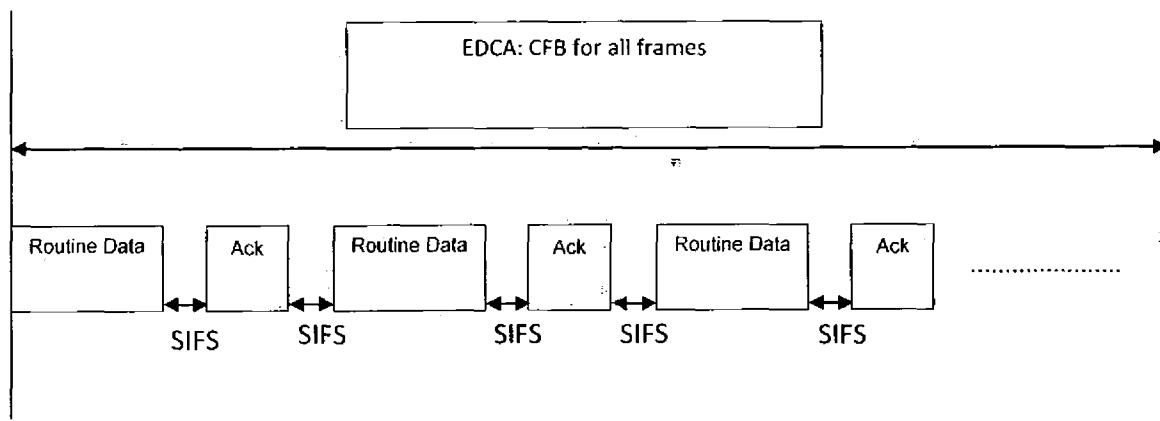 EDCA: CFB for all frames
Routine Data
Ack
Routine Data
Ack
Routine Data
Ack
SIFS
SIFS
SIFS
SIFS
SIFS